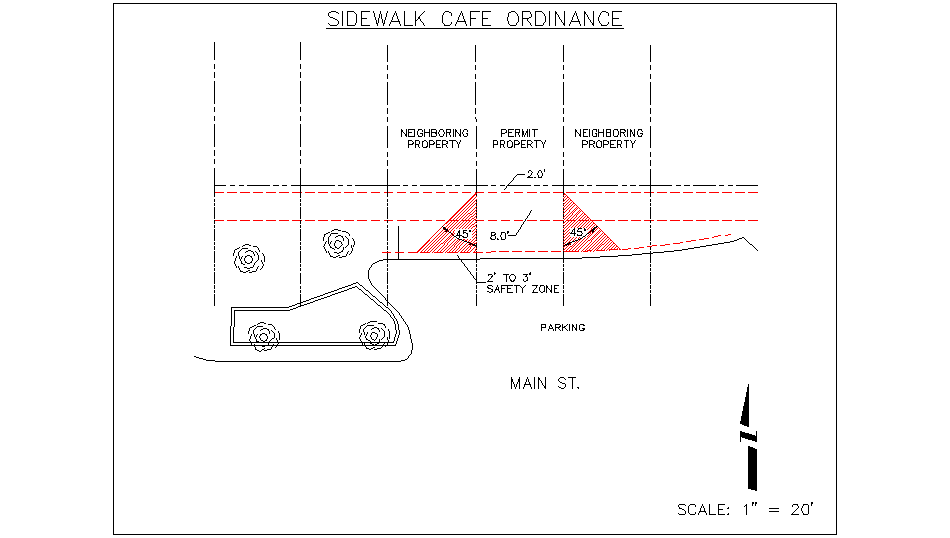 SIDEWALK CAFE ORDINANCE
NEIGHBORING
PROPERTY
PERMIT
PROPERTY
NEIGHBORING
PROPERTY
2.0'
45°
8.0'
45°
2' TO 3'
SAFETY ZONE
PARKING
MAIN ST.
SCALE: 1" = 20'